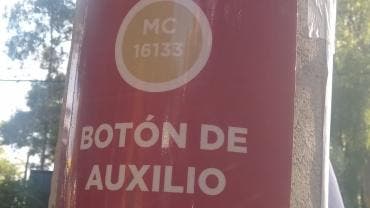 MC
16133
BOTÓN DE
AUXILIO